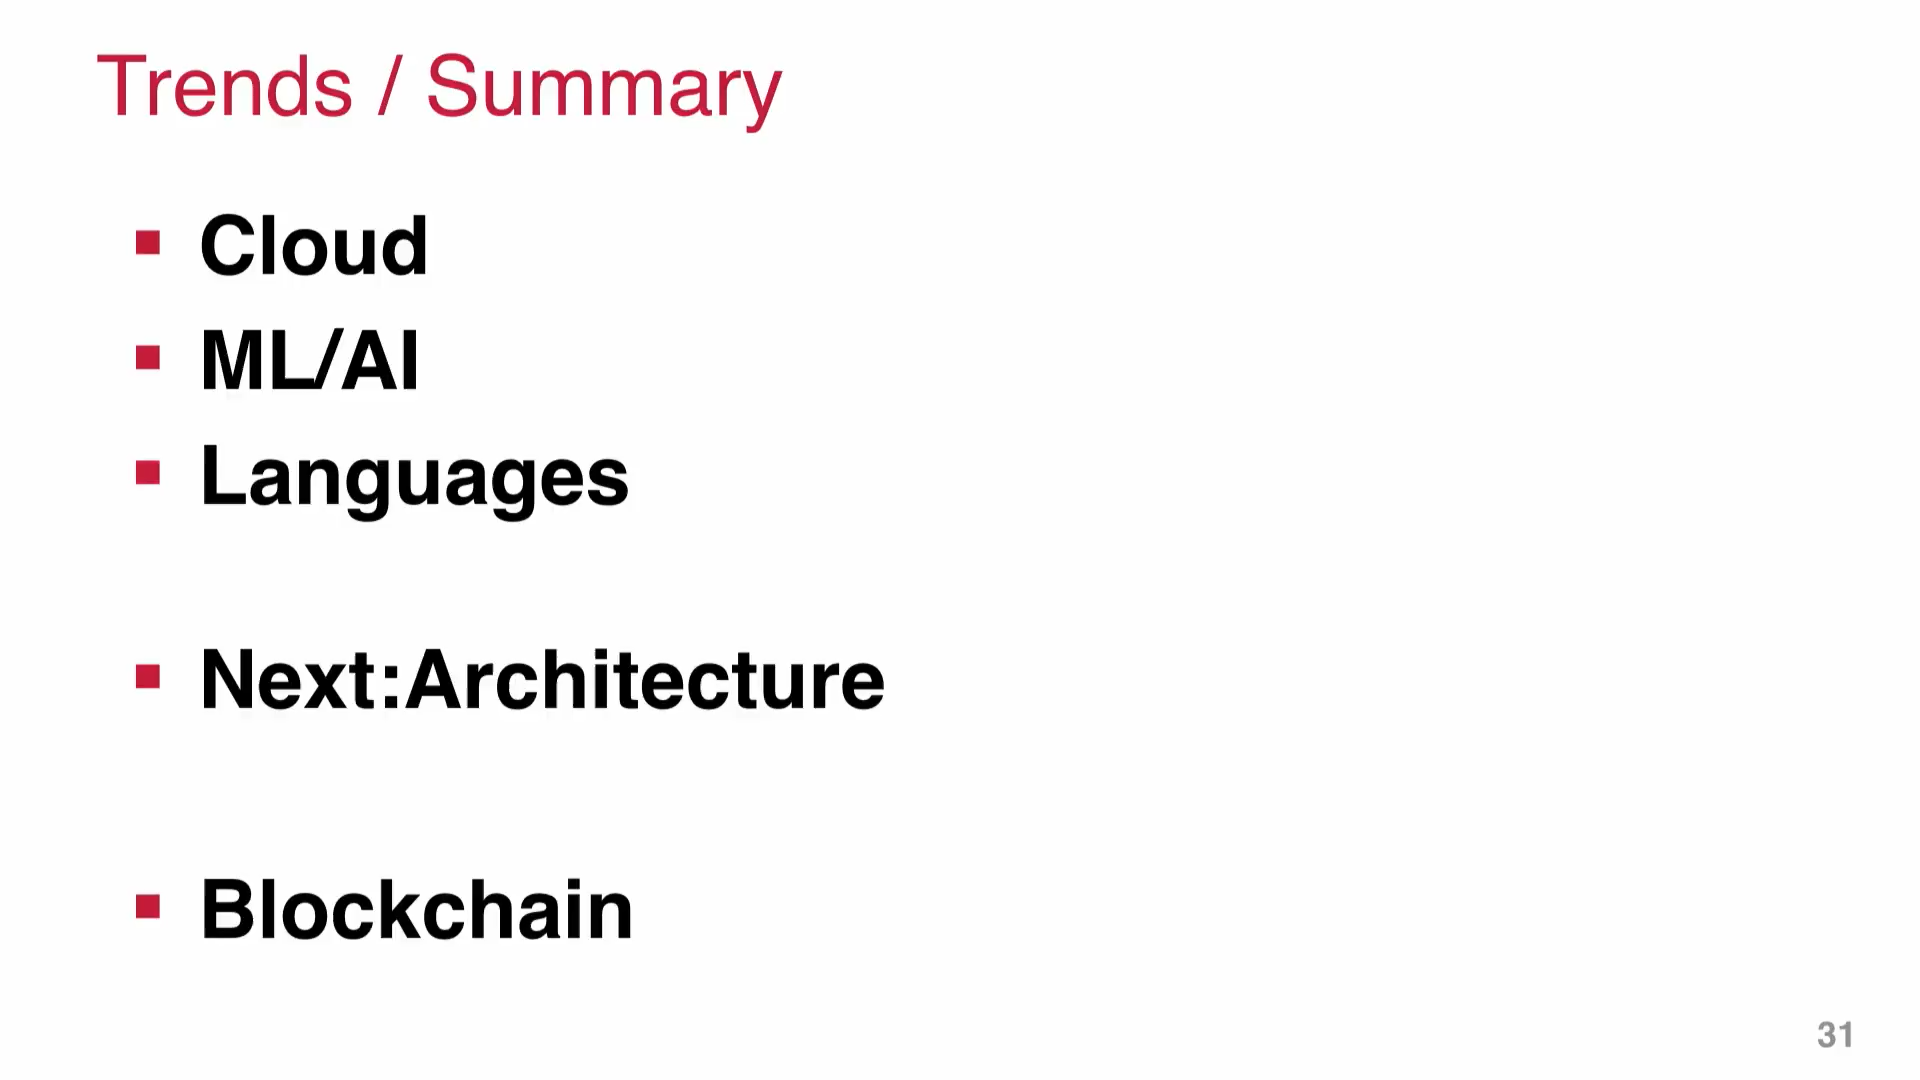 Trends / Summary
Cloud
ML/AI
Languages
Next:Architecture
Blockchain
31